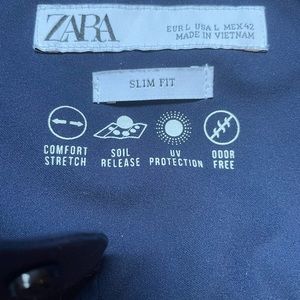 ZARA
EUR L USA L MEX 42
MADE IN VIETNAM
SLIM FIT
COMFORT STRETCH
SOIL RELEASE
UV PROTECTION
ODOR FREE